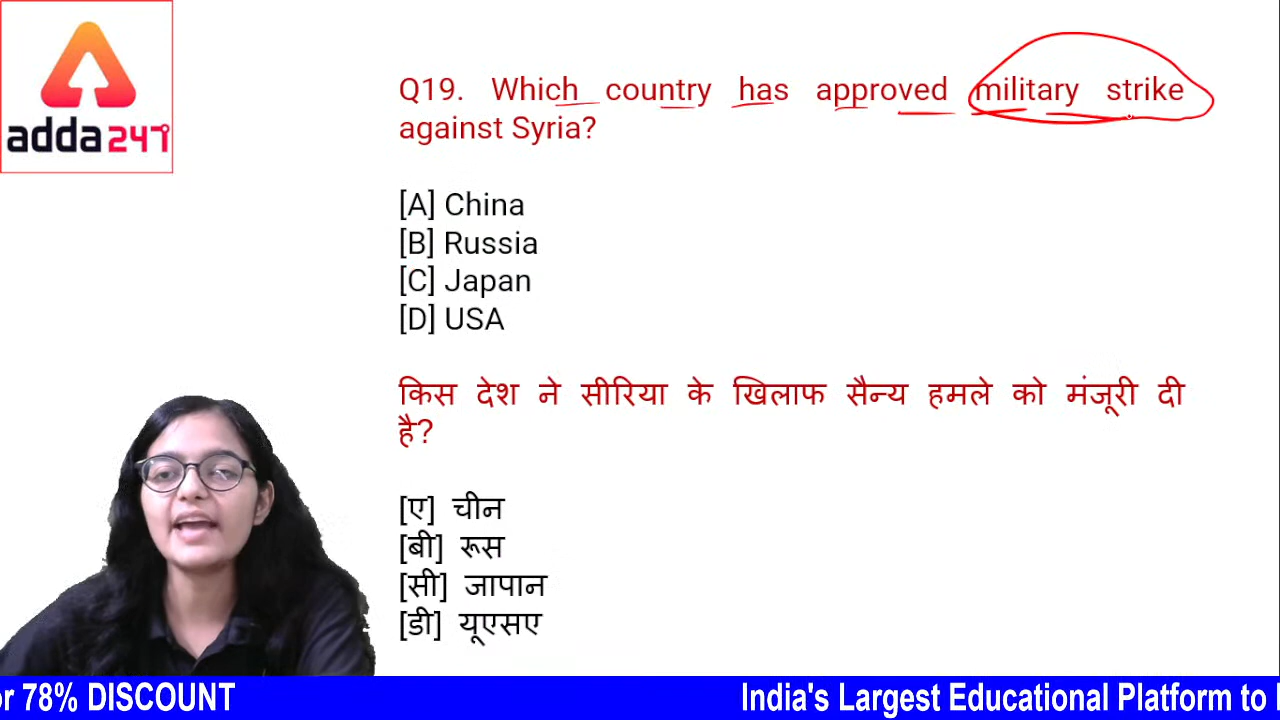 adda247
Q19. Which country has approved military strike
against Syria?
[A] China
[B] Russia
[C] Japan
[D] USA
किस देश ने सीरिया के खिलाफ सैन्य हमले को मंजूरी दी
है?
[ए] चीन
[बी] रूस
[सी] जापान
[डी] यूएसए
or 78% DISCOUNT India's Largest Educational Platform to